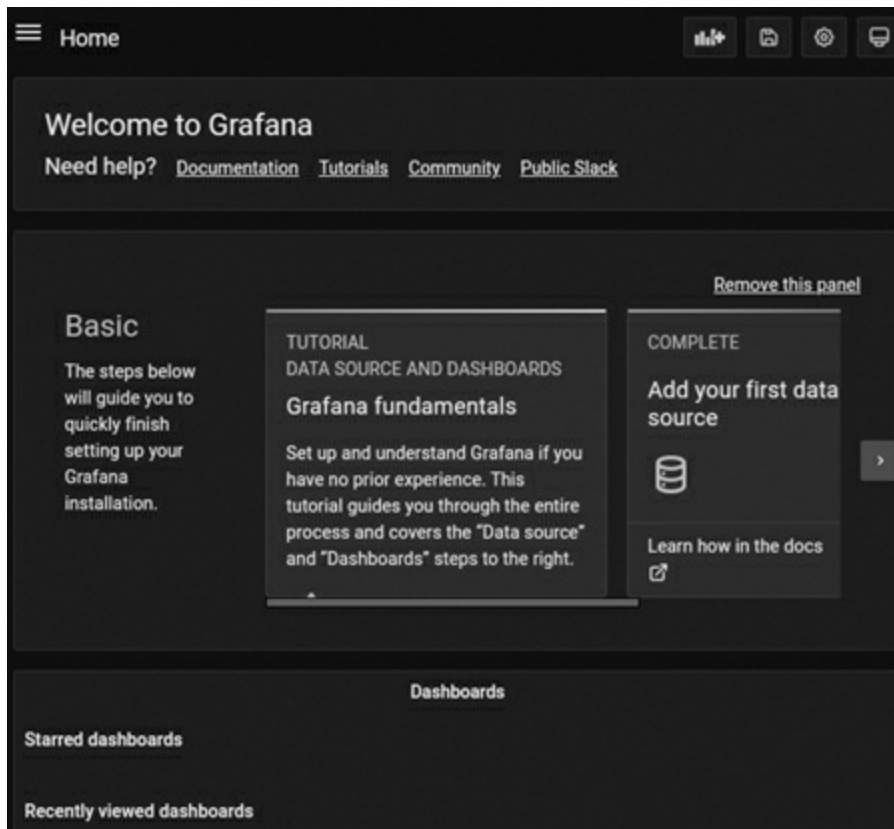 Home
Welcome to Grafana
Need help? Documentation Tutorials Community Public Slack
Remove this panel
Basic
The steps below
will guide you to
quickly finish
setting up your
Grafana
installation.
TUTORIAL
DATA SOURCE AND DASHBOARDS
Grafana fundamentals
Set up and understand Grafana if you
have no prior experience. This
tutorial guides you through the entire
process and covers the “Data source”
and “Dashboards” steps to the right.
COMPLETE
Add your first data
source
Learn how in the docs
Dashboards
Starred dashboards
Recently viewed dashboards